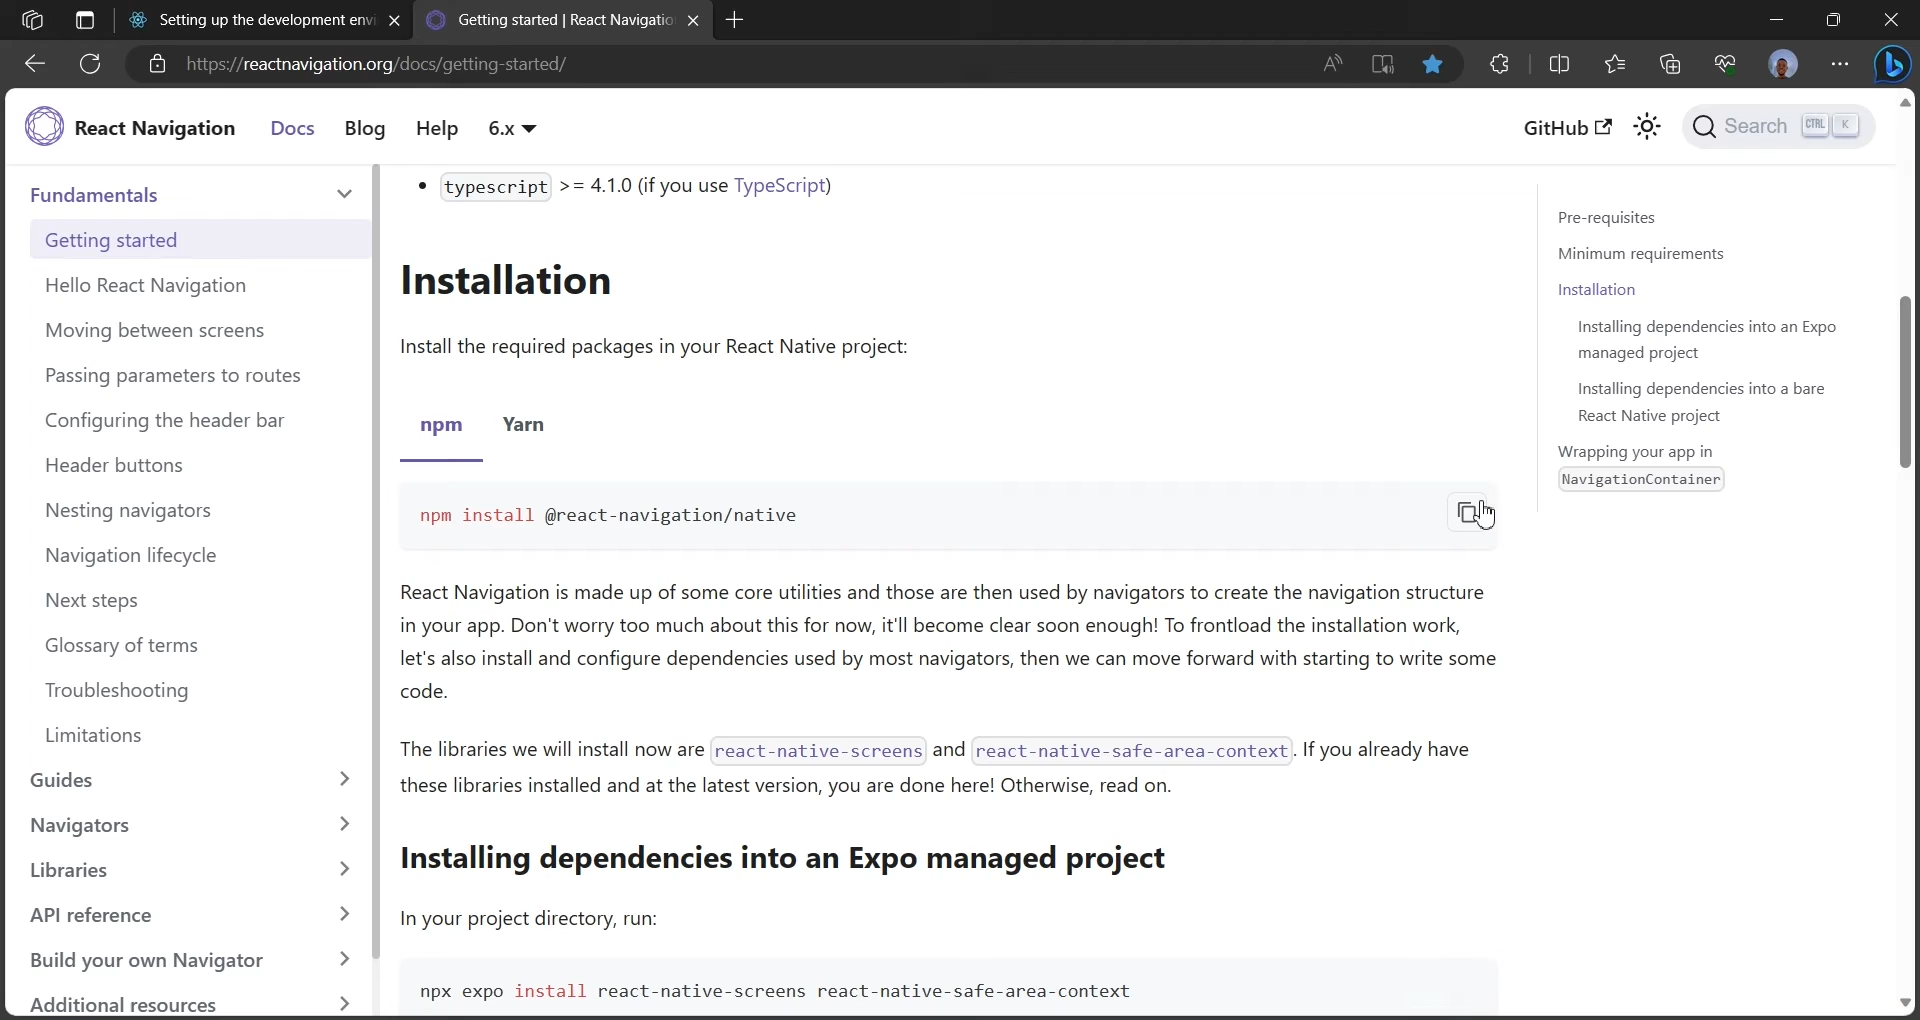 Setting up the development envi
Getting started | React Navigatio
https://reactnavigation.org/docs/getting-started/
React Navigation
Docs
Blog
Help
6.x
GitHub
Search
CTRL
K
Fundamentals
Getting started
Hello React Navigation
Moving between screens
Passing parameters to routes
Configuring the header bar
Header buttons
Nesting navigators
Navigation lifecycle
Next steps
Glossary of terms
Troubleshooting
Limitations
Guides
Navigators
Libraries
API reference
Build your own Navigator
Additional resources
• typescript >= 4.1.0 (if you use TypeScript)
Installation
Install the required packages in your React Native project:
npm
Yarn
npm install @react-navigation/native
React Navigation is made up of some core utilities and those are then used by navigators to create the navigation structure
in your app. Don't worry too much about this for now, it'll become clear soon enough! To frontload the installation work,
let's also install and configure dependencies used by most navigators, then we can move forward with starting to write some
code.
The libraries we will install now are react-native-screens and react-native-safe-area-context. If you already have
these libraries installed and at the latest version, you are done here! Otherwise, read on.
Installing dependencies into an Expo managed project
In your project directory, run:
npx expo install react-native-screens react-native-safe-area-context
Pre-requisites
Minimum requirements
Installation
Installing dependencies into an Expo
managed project
Installing dependencies into a bare
React Native project
Wrapping your app in
NavigationContainer